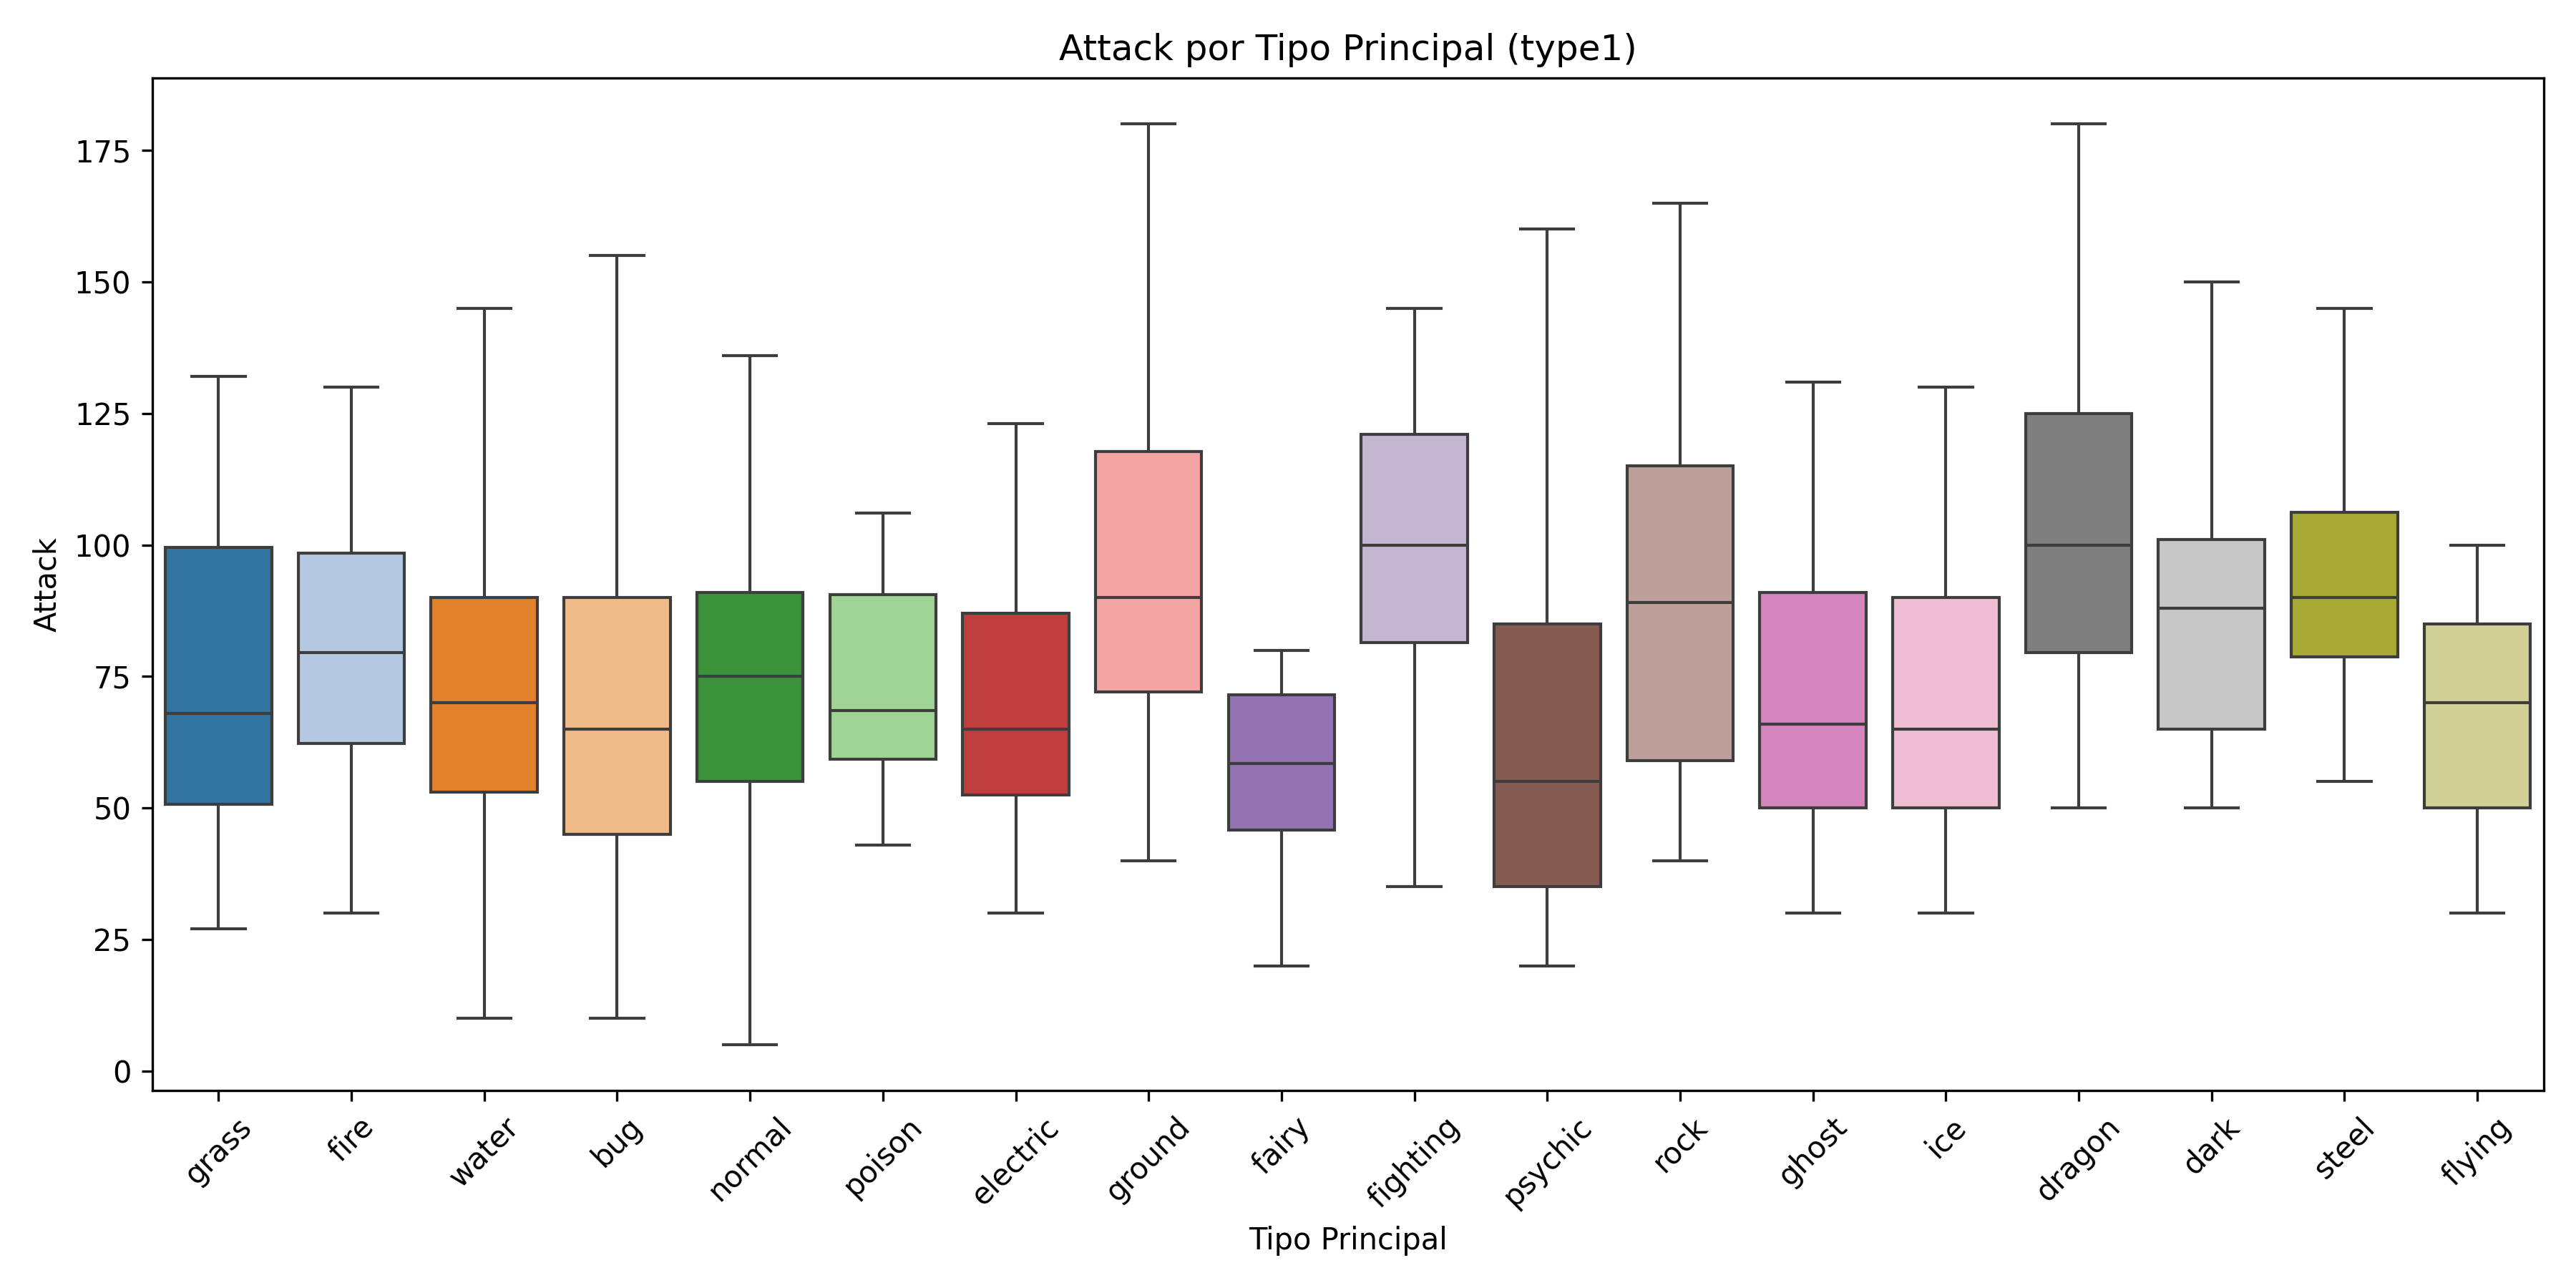 Attack por Tipo Principal (type1)
Attack
175
150
125
100
75
50
25
0
grass
fire
water
bug
normal
poison
electric
ground
fairy
fighting
psychic
rock
ghost
ice
dragon
dark
steel
flying
Tipo Principal